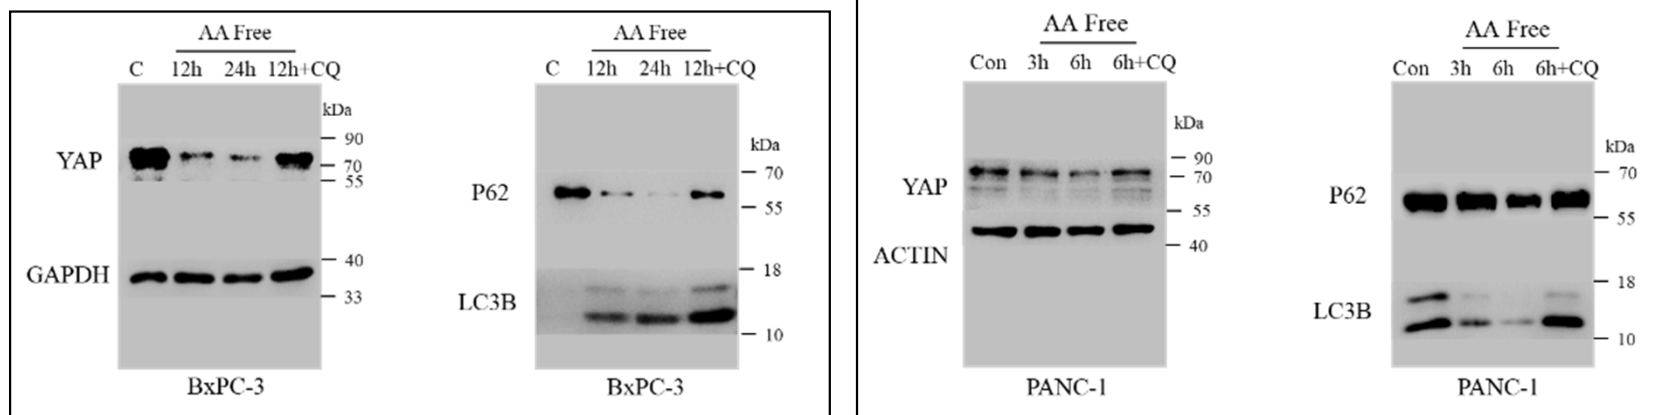 AA Free
C 12h 24h 12h+CQ
kDa
YAP
90
70
55
GAPDH
40
33
BxPC-3
AA Free
C 12h 24h 12h+CQ
kDa
P62
70
55
LC3B
18
10
BxPC-3
AA Free
Con 3h 6h 6h+CQ
kDa
YAP
90
70
55
ACTIN
40
PANC-1
AA Free
Con 3h 6h 6h+CQ
kDa
P62
70
55
LC3B
18
10
PANC-1